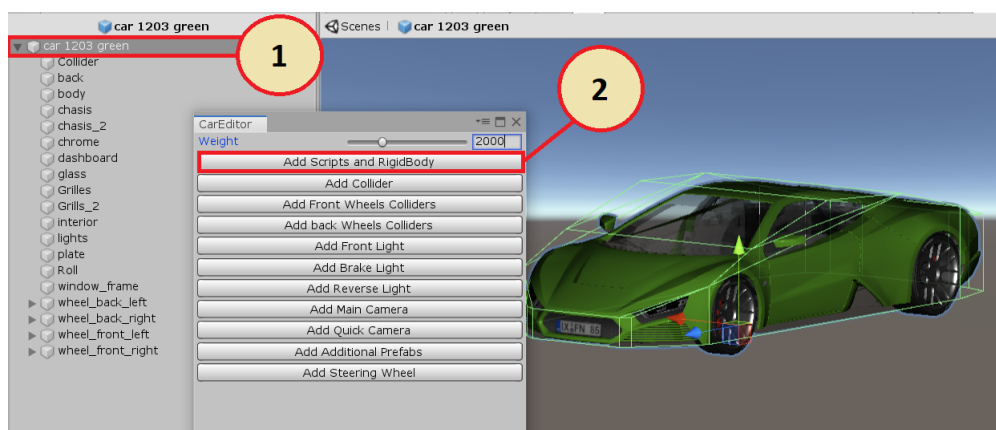 car 1203 green
Scenes
car 1203 green
car 1203 green
Collider
back
body
chasis
chasis_2
chrome
dashboard
glass
Grilles
Grills_2
interior
lights
plate
Roll
window_frame
wheel_back_left
wheel_back_right
wheel_front_left
wheel_front_right
1
2
CarEditor
Weight
2000
Add Scripts and RigidBody
Add Collider
Add Front Wheels Colliders
Add back Wheels Colliders
Add Front Light
Add Brake Light
Add Reverse Light
Add Main Camera
Add Quick Camera
Add Additional Prefabs
Add Steering Wheel